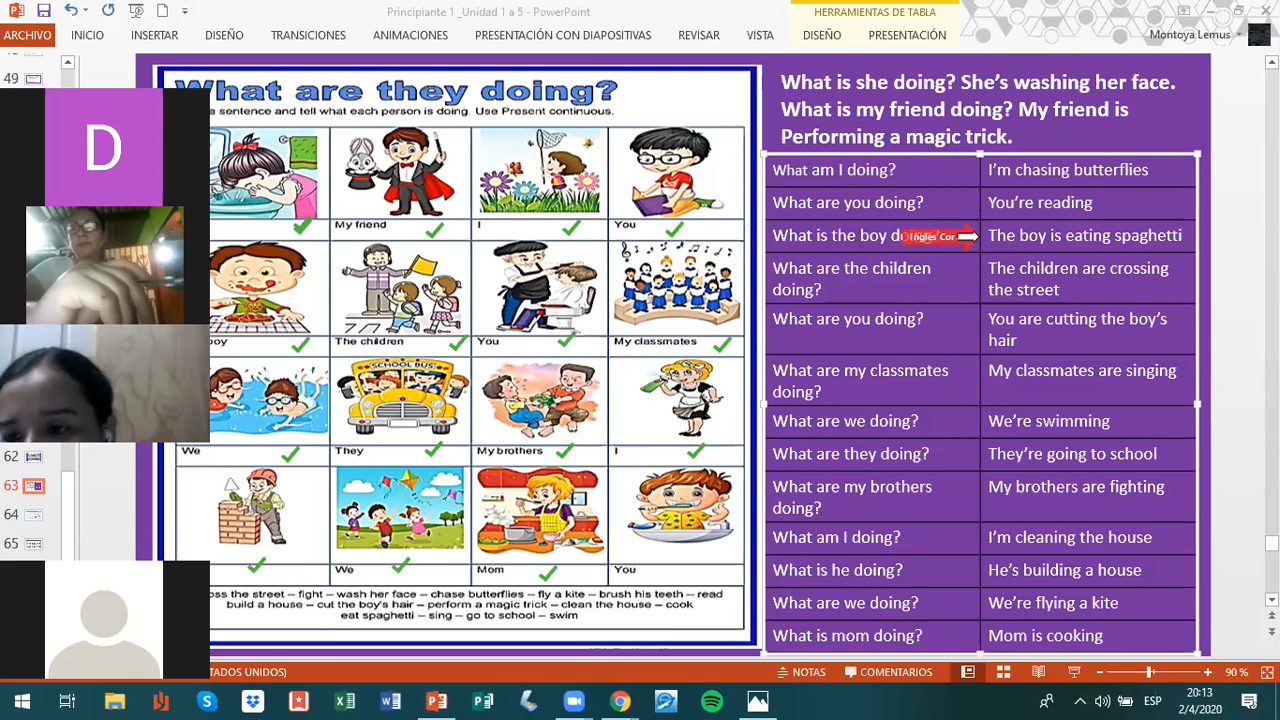 Principiante 1 _Unidad 1 a 5 - PowerPoint
HERRAMIENTAS DE TABLA
ARCHIVO INICIO INSERTAR DISEÑO TRANSICIONES ANIMACIONES PRESENTACIÓN CON DIAPOSITIVAS REVISAR VISTA DISEÑO PRESENTACIÓN Montoya Lemus
49
62
63
64
65
D
What are they doing?
a sentence and tell what each person is doing. Use Present continuous.
My friend I You
boy The children You My classmates
SCHOOL BUS
We They My brothers I
We Mom You
the street – fight – wash her face – chase butterflies – fly a kite – brush his teeth – read
build a house – cut the boy's hair – perform a magic trick – clean the house – cook
eat spaghetti – sing – go to school – swim
What is she doing? She's washing her face.
What is my friend doing? My friend is
Performing a magic trick.
What am I doing? I'm chasing butterflies
What are you doing? You're reading
What is the boy The boy is eating spaghetti
Ingles Cor
What are the children
doing?
The children are crossing
the street
What are you doing? You are cutting the boy's
hair
What are my classmates
doing?
My classmates are singing
What are we doing? We're swimming
What are they doing? They're going to school
What are my brothers
doing?
My brothers are fighting
What am I doing? I'm cleaning the house
What is he doing? He's building a house
What are we doing? We're flying a kite
What is mom doing? Mom is cooking
TADOS UNIDOS) NOTAS COMENTARIOS 90 %
ESP
20:13
2/4/2020